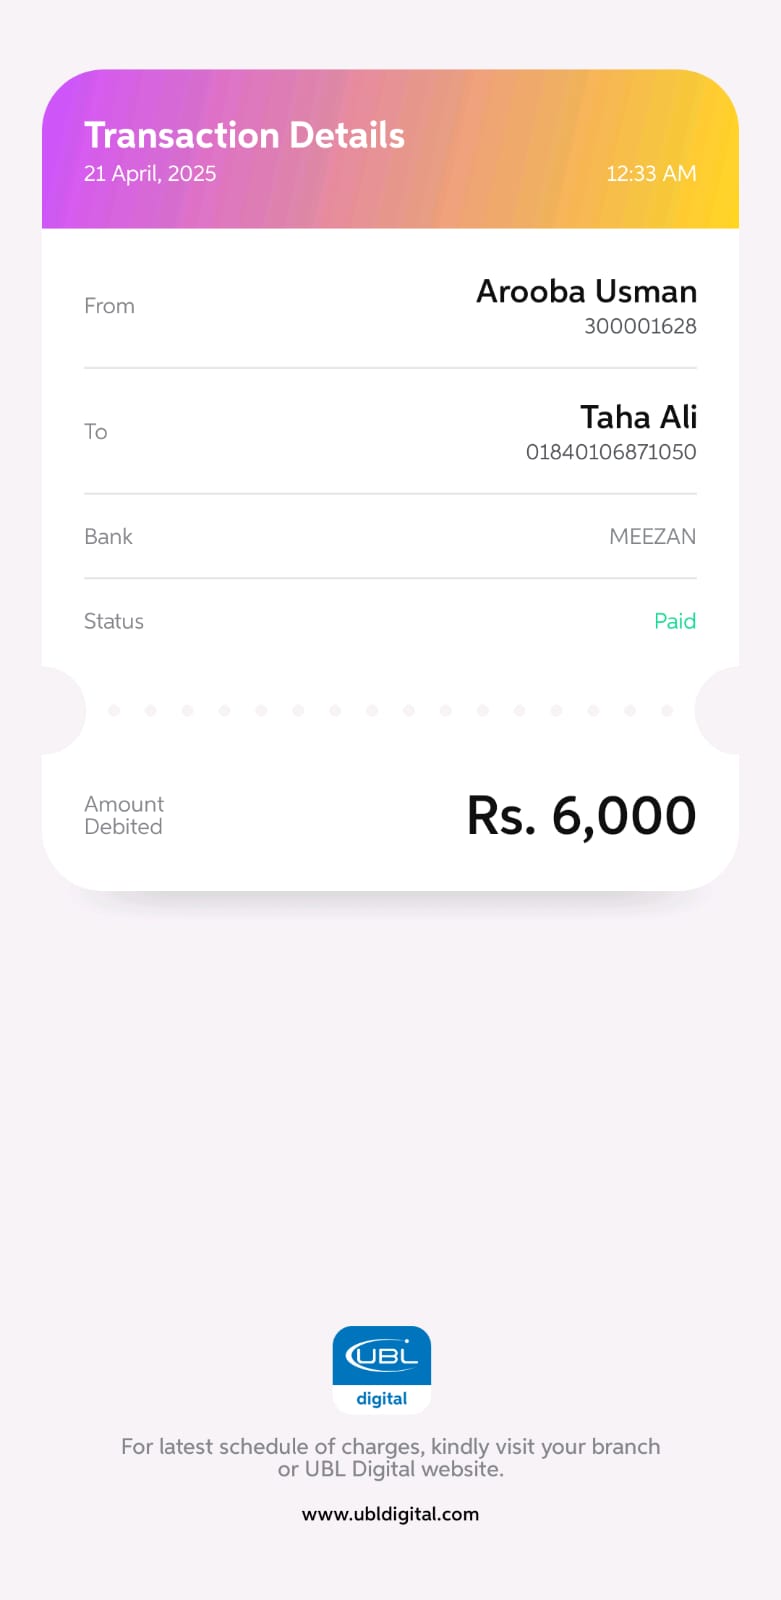 Transaction Details
21 April, 2025 12:33 AM
From
Arooba Usman
300001628
To
Taha Ali
01840106871050
Bank MEEZAN
Status Paid
Amount
Debited
Rs. 6,000
UBL
digital
For latest schedule of charges, kindly visit your branch
or UBL Digital website.
www.ubldigital.com